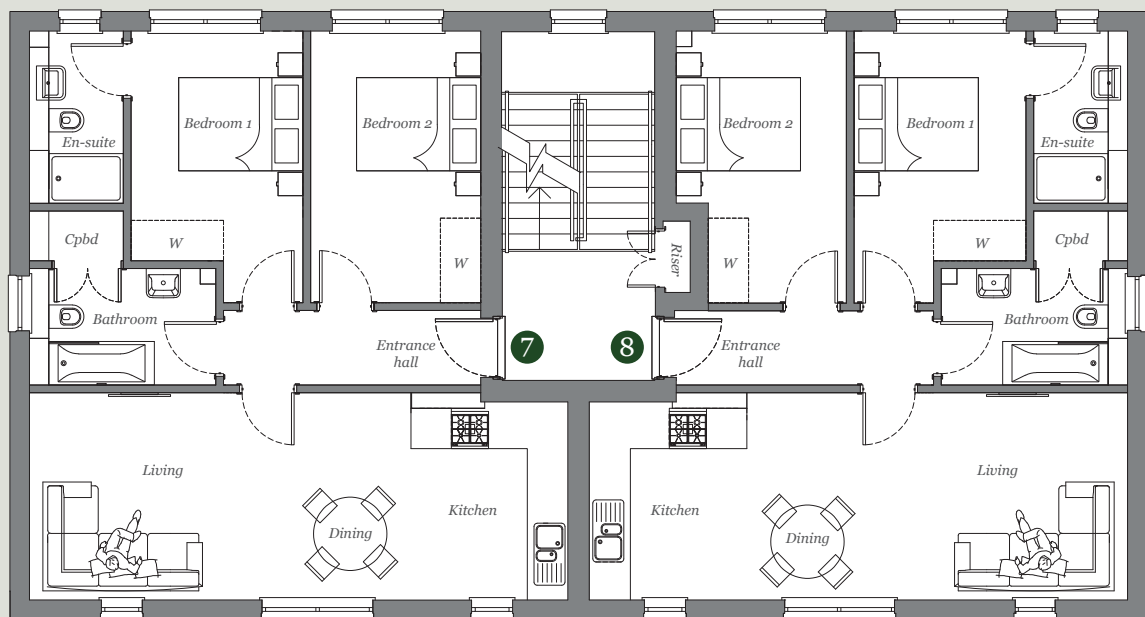 Bedroom 1
Bedroom 2
Bedroom 2
Bedroom 1
En-suite
En-suite
Cpbd
W
W
Riser
W
W
Cpbd
Bathroom
Entrance
hall
7
8
Entrance
hall
Bathroom
Living
Kitchen
Dining
Kitchen
Dining
Living